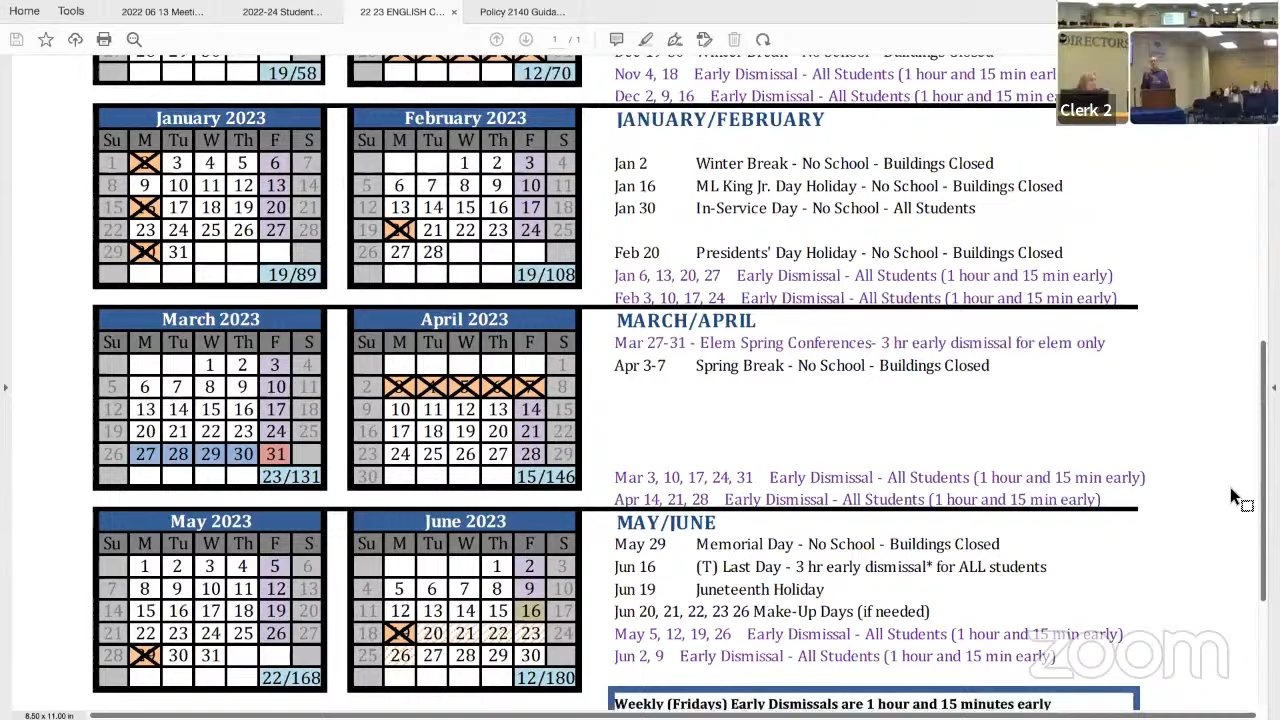 Home Tools 2022 06 13 Meeti... 2022-24 Student... 22 23 ENGLISH C... × Policy 2140 Guida...
1 / 1
DIRECTORS
Clerk 2
19/58 12/70
Nov 4, 18 Early Dismissal - All Students (1 hour and 15 min earl
Dec 2, 9, 16 Early Dismissal - All Students (1 hour and 15 min ea
January 2023 February 2023 JANUARY/FEBRUARY
Su M Tu W Th F S Su M Tu W Th F S
1 2 3 4 5 6 7 1 2 3 4 Jan 2 Winter Break - No School - Buildings Closed
8 9 10 11 12 13 14 5 6 7 8 9 10 11 Jan 16 ML King Jr. Day Holiday - No School - Buildings Closed
15 16 17 18 19 20 21 12 13 14 15 16 17 18 Jan 30 In-Service Day - No School - All Students
22 23 24 25 26 27 28 19 20 21 22 23 24 25
29 30 31 26 27 28 Feb 20 Presidents' Day Holiday - No School - Buildings Closed
19/89 19/108 Jan 6, 13, 20, 27 Early Dismissal - All Students (1 hour and 15 min early)
Feb 3, 10, 17, 24 Early Dismissal - All Students (1 hour and 15 min early)
March 2023 April 2023 MARCH/APRIL
Su M Tu W Th F S Su M Tu W Th F S Mar 27-31 - Elem Spring Conferences- 3 hr early dismissal for elem only
1 2 3 4 1 Apr 3-7 Spring Break - No School - Buildings Closed
5 6 7 8 9 10 11 2 3 4 5 6 7 8
12 13 14 15 16 17 18 9 10 11 12 13 14 15
19 20 21 22 23 24 25 16 17 18 19 20 21 22
26 27 28 29 30 31 23 24 25 26 27 28 29
23/131 30 15/146 Mar 3, 10, 17, 24, 31 Early Dismissal - All Students (1 hour and 15 min early)
Apr 14, 21, 28 Early Dismissal - All Students (1 hour and 15 min early)
May 2023 June 2023 MAY/JUNE
Su M Tu W Th F S Su M Tu W Th F S May 29 Memorial Day - No School - Buildings Closed
1 2 3 4 5 6 1 2 3 Jun 16 (T) Last Day - 3 hr early dismissal* for ALL students
7 8 9 10 11 12 13 4 5 6 7 8 9 10 Jun 19 Juneteenth Holiday
14 15 16 17 18 19 20 11 12 13 14 15 16 17 Jun 20, 21, 22, 23 26 Make-Up Days (if needed)
21 22 23 24 25 26 27 18 19 20 21 22 23 24 May 5, 12, 19, 26 Early Dismissal - All Students (1 hour and 15 min early)
28 29 30 31 25 26 27 28 29 30 Jun 2, 9 Early Dismissal - All Students (1 hour and 15 min early)
22/168 12/180
zoom
Weekly (Fridays) Early Dismissals are 1 hour and 15 minutes early
8.50 x 11.00 in